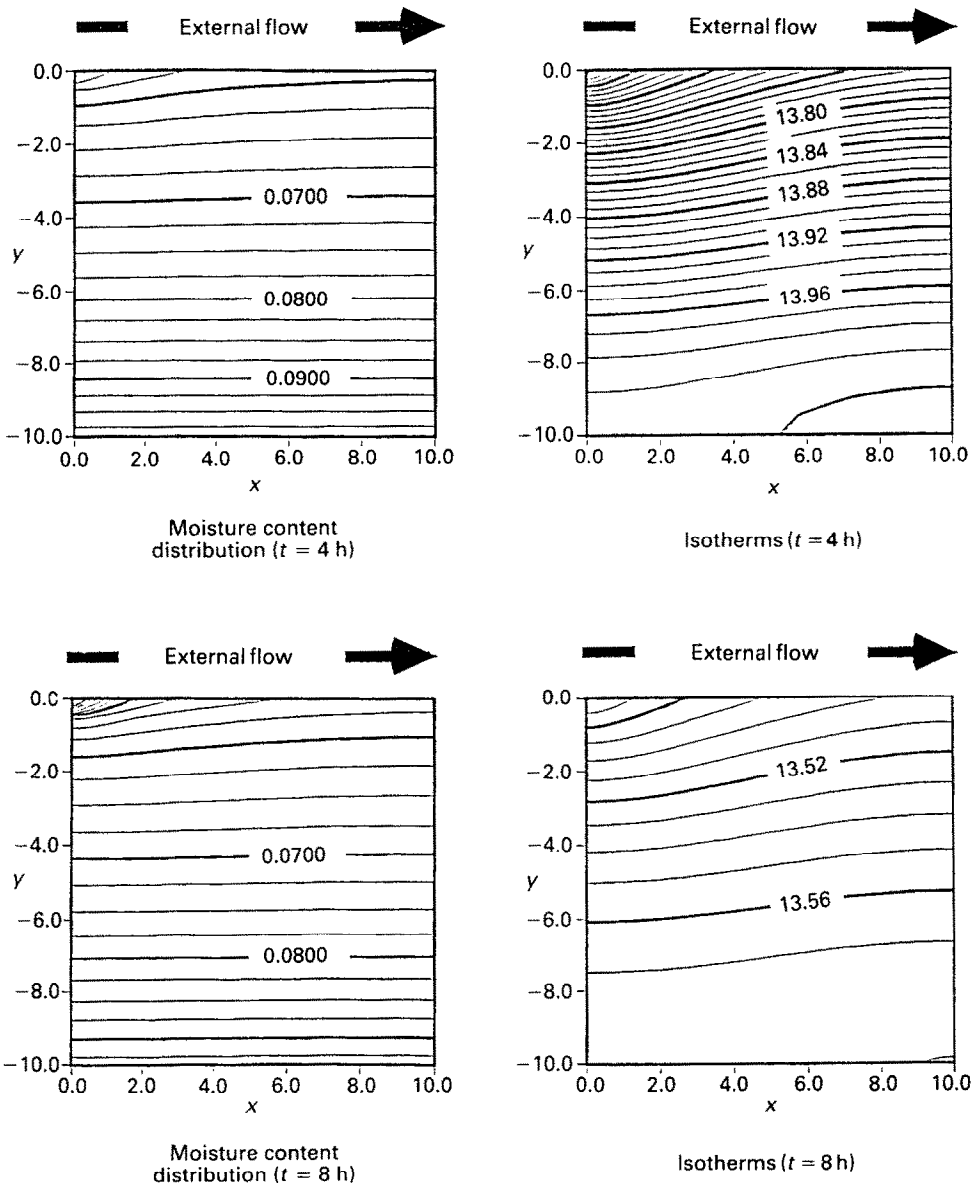 External flow
External flow
0.0
−2.0
−4.0
y
−6.0
−8.0
−10.0
0.0700
0.0800
0.0900
0.0 2.0 4.0 6.0 8.0 10.0
x
Moisture content
distribution (t = 4 h)
0.0
−2.0
−4.0
y
−6.0
−8.0
−10.0
13.80
13.84
13.88
13.92
13.96
0.0 2.0 4.0 6.0 8.0 10.0
x
Isotherms (t = 4 h)
External flow
External flow
0.0
−2.0
−4.0
y
−6.0
−8.0
−10.0
0.0700
0.0800
0.0 2.0 4.0 6.0 8.0 10.0
x
Moisture content
distribution (t = 8 h)
0.0
−2.0
−4.0
y
−6.0
−8.0
−10.0
13.52
13.56
0.0 2.0 4.0 6.0 8.0 10.0
x
Isotherms (t = 8 h)